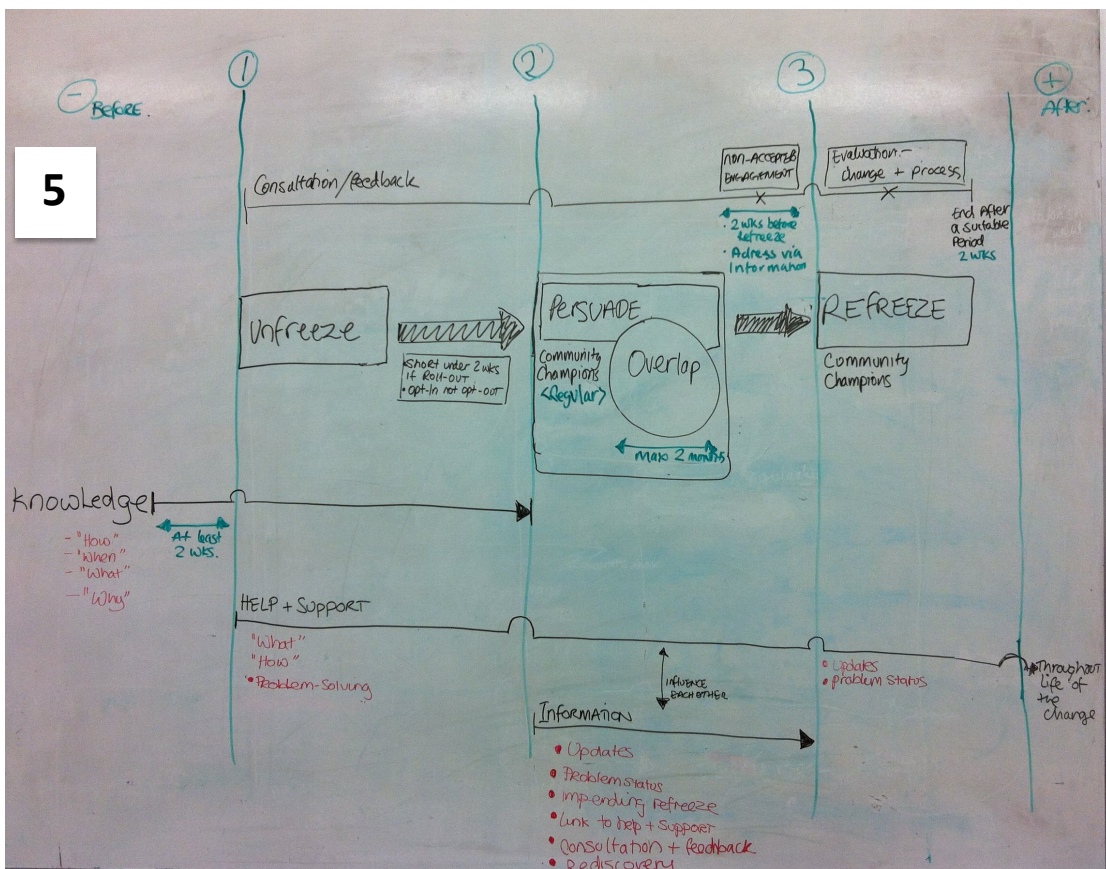 1
2
3
-
BEFORE.
+
After:
5
Consultation/feedback
NON-ACCEPTED
ENGAGEMENT
Evaluation:-
change + process
X
X
• 2 wks before
refreeze
• Adress via
Information
End After
a suitable
Period
2 WKS
Unfreeze
PERSUADE
REFREEZE
• Short under 2 wks
if ROll-OUT
• opt-in not opt-out
Community
Champions
<Regular>
Overlap
Max 2 months
Community
Champions
Knowledge
At least
2 wks.
- "How"
- "When"
- "What"
- "Why"
HELP + SUPPORT
"What"
"How"
• Problem-Solving
INFLUENCE
EACH OTHER
• Updates
• problem status
Throughout
life of
the
change
INFORMATION
• Updates
• Problem status
• Impending refreeze
• Link to help + support
• Consultation + feedback
• Rediscovery